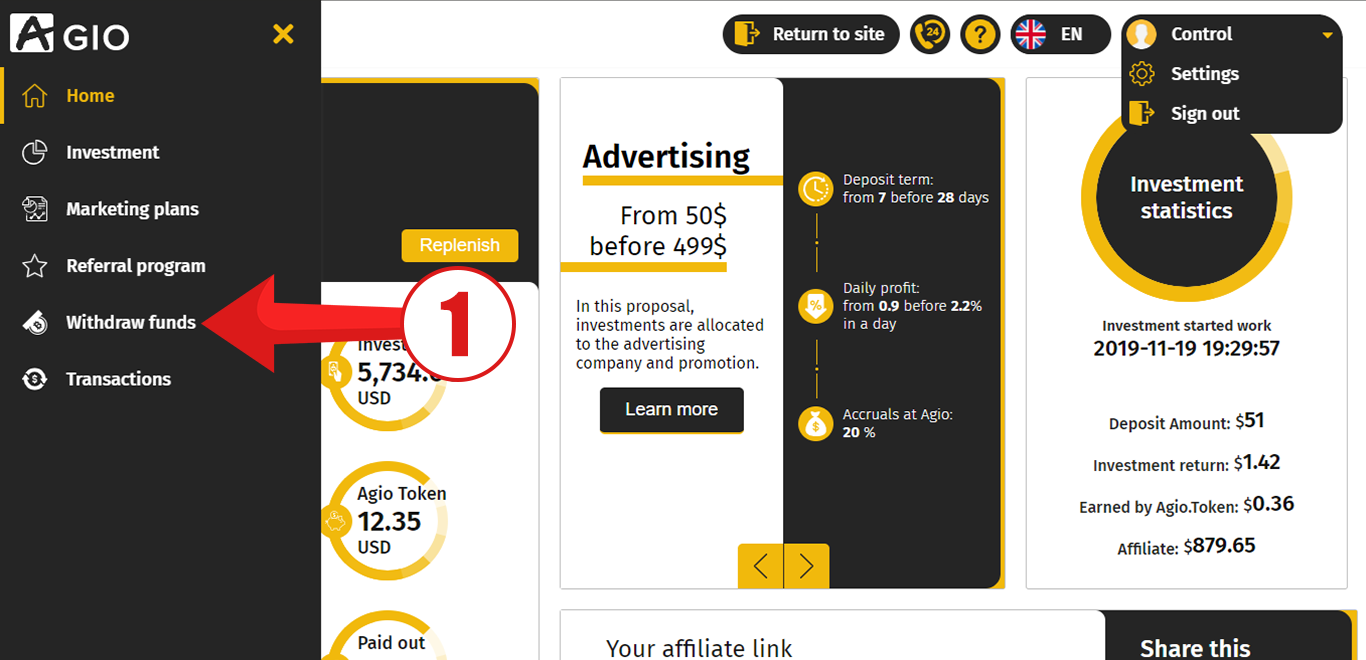 AGIO
Home
Investment
Marketing plans
Referral program
Withdraw funds
Transactions
1
Return to site
24
?
EN
Control
Settings
Sign out
Replenish
5,734.
USD
Agio Token
12.35
USD
Paid out
Advertising
From 50$
before 499$
In this proposal,
investments are allocated
to the advertising
company and promotion.
Learn more
Deposit term:
from 7 before 28 days
%
Daily profit:
from 0.9 before 2.2%
in a day
$
Accruals at Agio:
20 %
Investment
statistics
Investment started work
2019-11-19 19:29:57
Deposit Amount: $51
Investment return: $1.42
Earned by Agio.Token: $0.36
Affiliate: $879.65
Your affiliate link
Share this